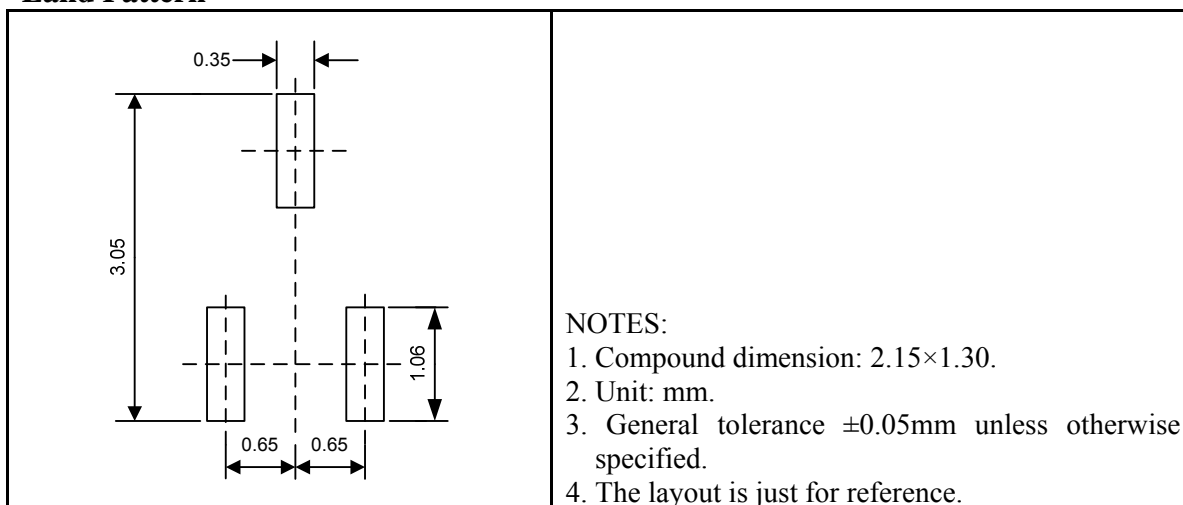 Land Pattern
0.35
3.05
1.06
0.65 0.65
NOTES:
1. Compound dimension: 2.15×1.30.
2. Unit: mm.
3. General tolerance ±0.05mm unless otherwise
specified.
4. The layout is just for reference.